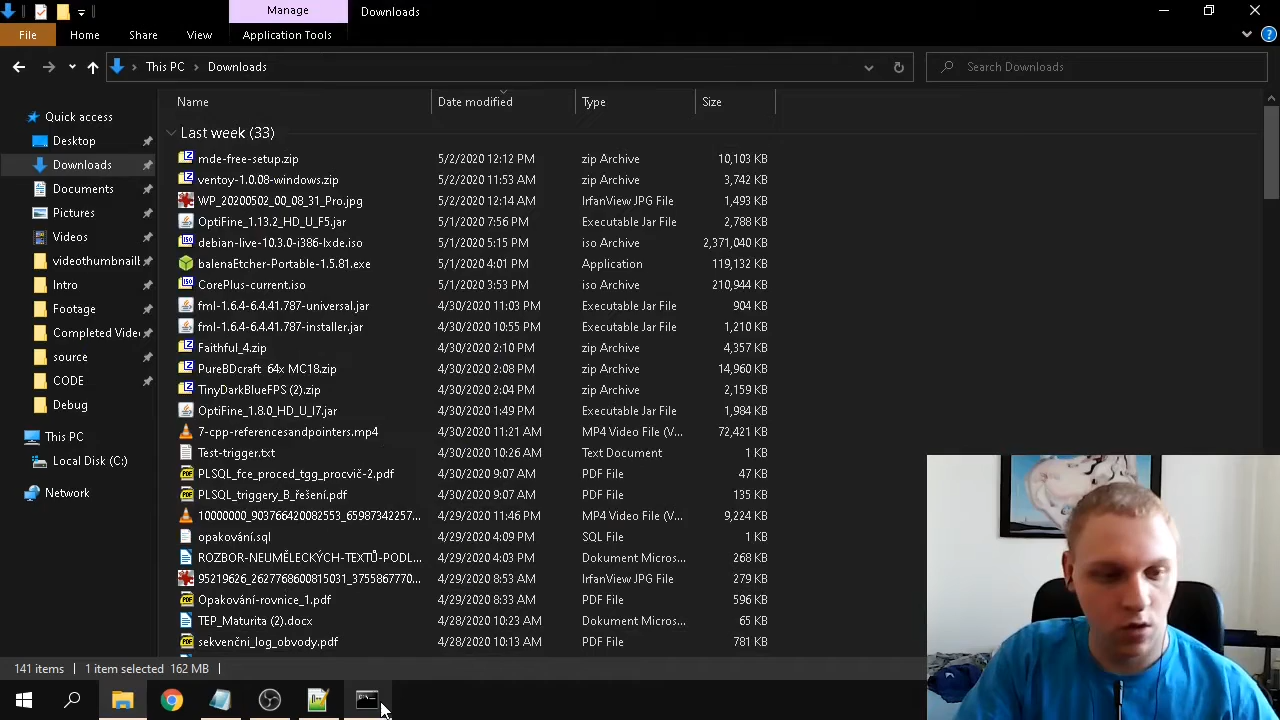 Manage
Downloads
File
Home
Share
View
Application Tools
This PC
Downloads
Search Downloads
Name
Date modified
Type
Size
Quick access
Desktop
Downloads
Documents
Pictures
Videos
videothumbnaill
Intro
Footage
Completed Vide
source
CODE
Debug
This PC
Local Disk (C:)
Network
Last week (33)
mde-free-setup.zip 5/2/2020 12:12 PM zip Archive 10,103 KB
ventoy-1.0.08-windows.zip 5/2/2020 11:53 AM zip Archive 3,742 KB
WP_20200502_00_08_31_Pro.jpg 5/2/2020 12:14 AM IrfanView JPG File 1,493 KB
OptiFine_1.13.2_HD_U_F5.jar 5/1/2020 7:56 PM Executable Jar File 2,788 KB
debian-live-10.3.0-i386-lxde.iso 5/1/2020 5:15 PM iso Archive 2,371,040 KB
balenaEtcher-Portable-1.5.81.exe 5/1/2020 4:01 PM Application 119,132 KB
CorePlus-current.iso 5/1/2020 3:53 PM iso Archive 210,944 KB
fml-1.6.4-6.4.41.787-universal.jar 4/30/2020 11:03 PM Executable Jar File 904 KB
fml-1.6.4-6.4.41.787-installer.jar 4/30/2020 10:55 PM Executable Jar File 1,210 KB
Faithful_4.zip 4/30/2020 2:10 PM zip Archive 4,357 KB
PureBDcraft 64x MC18.zip 4/30/2020 2:08 PM zip Archive 14,960 KB
TinyDarkBlueFPS (2).zip 4/30/2020 2:04 PM zip Archive 2,159 KB
OptiFine_1.8.0_HD_U_I7.jar 4/30/2020 1:49 PM Executable Jar File 1,984 KB
7-cpp-referencesandpointers.mp4 4/30/2020 11:21 AM MP4 Video File (V... 72,421 KB
Test-trigger.txt 4/30/2020 10:26 AM Text Document 1 KB
PLSQL_fce_proced_tgg_procvič-2.pdf 4/30/2020 9:07 AM PDF File 47 KB
PLSQL_triggery_B_řešení.pdf 4/30/2020 9:07 AM PDF File 135 KB
10000000_903766420082553_65987342257... 4/29/2020 11:46 PM MP4 Video File (V... 9,224 KB
opakování.sql 4/29/2020 4:09 PM SQL File 1 KB
ROZBOR-NEUMĚLECKÝCH-TEXTŮ-PODL... 4/29/2020 4:03 PM Dokument Micros... 268 KB
95219626_2627768600815031_3755867770... 4/29/2020 8:53 AM IrfanView JPG File 279 KB
Opakování-rovnice_1.pdf 4/29/2020 8:33 AM PDF File 596 KB
TEP_Maturita (2).docx 4/28/2020 10:23 AM Dokument Micros... 65 KB
sekvenční_log_obvody.pdf 4/28/2020 10:13 AM PDF File 781 KB
141 items
1 item selected 162 MB